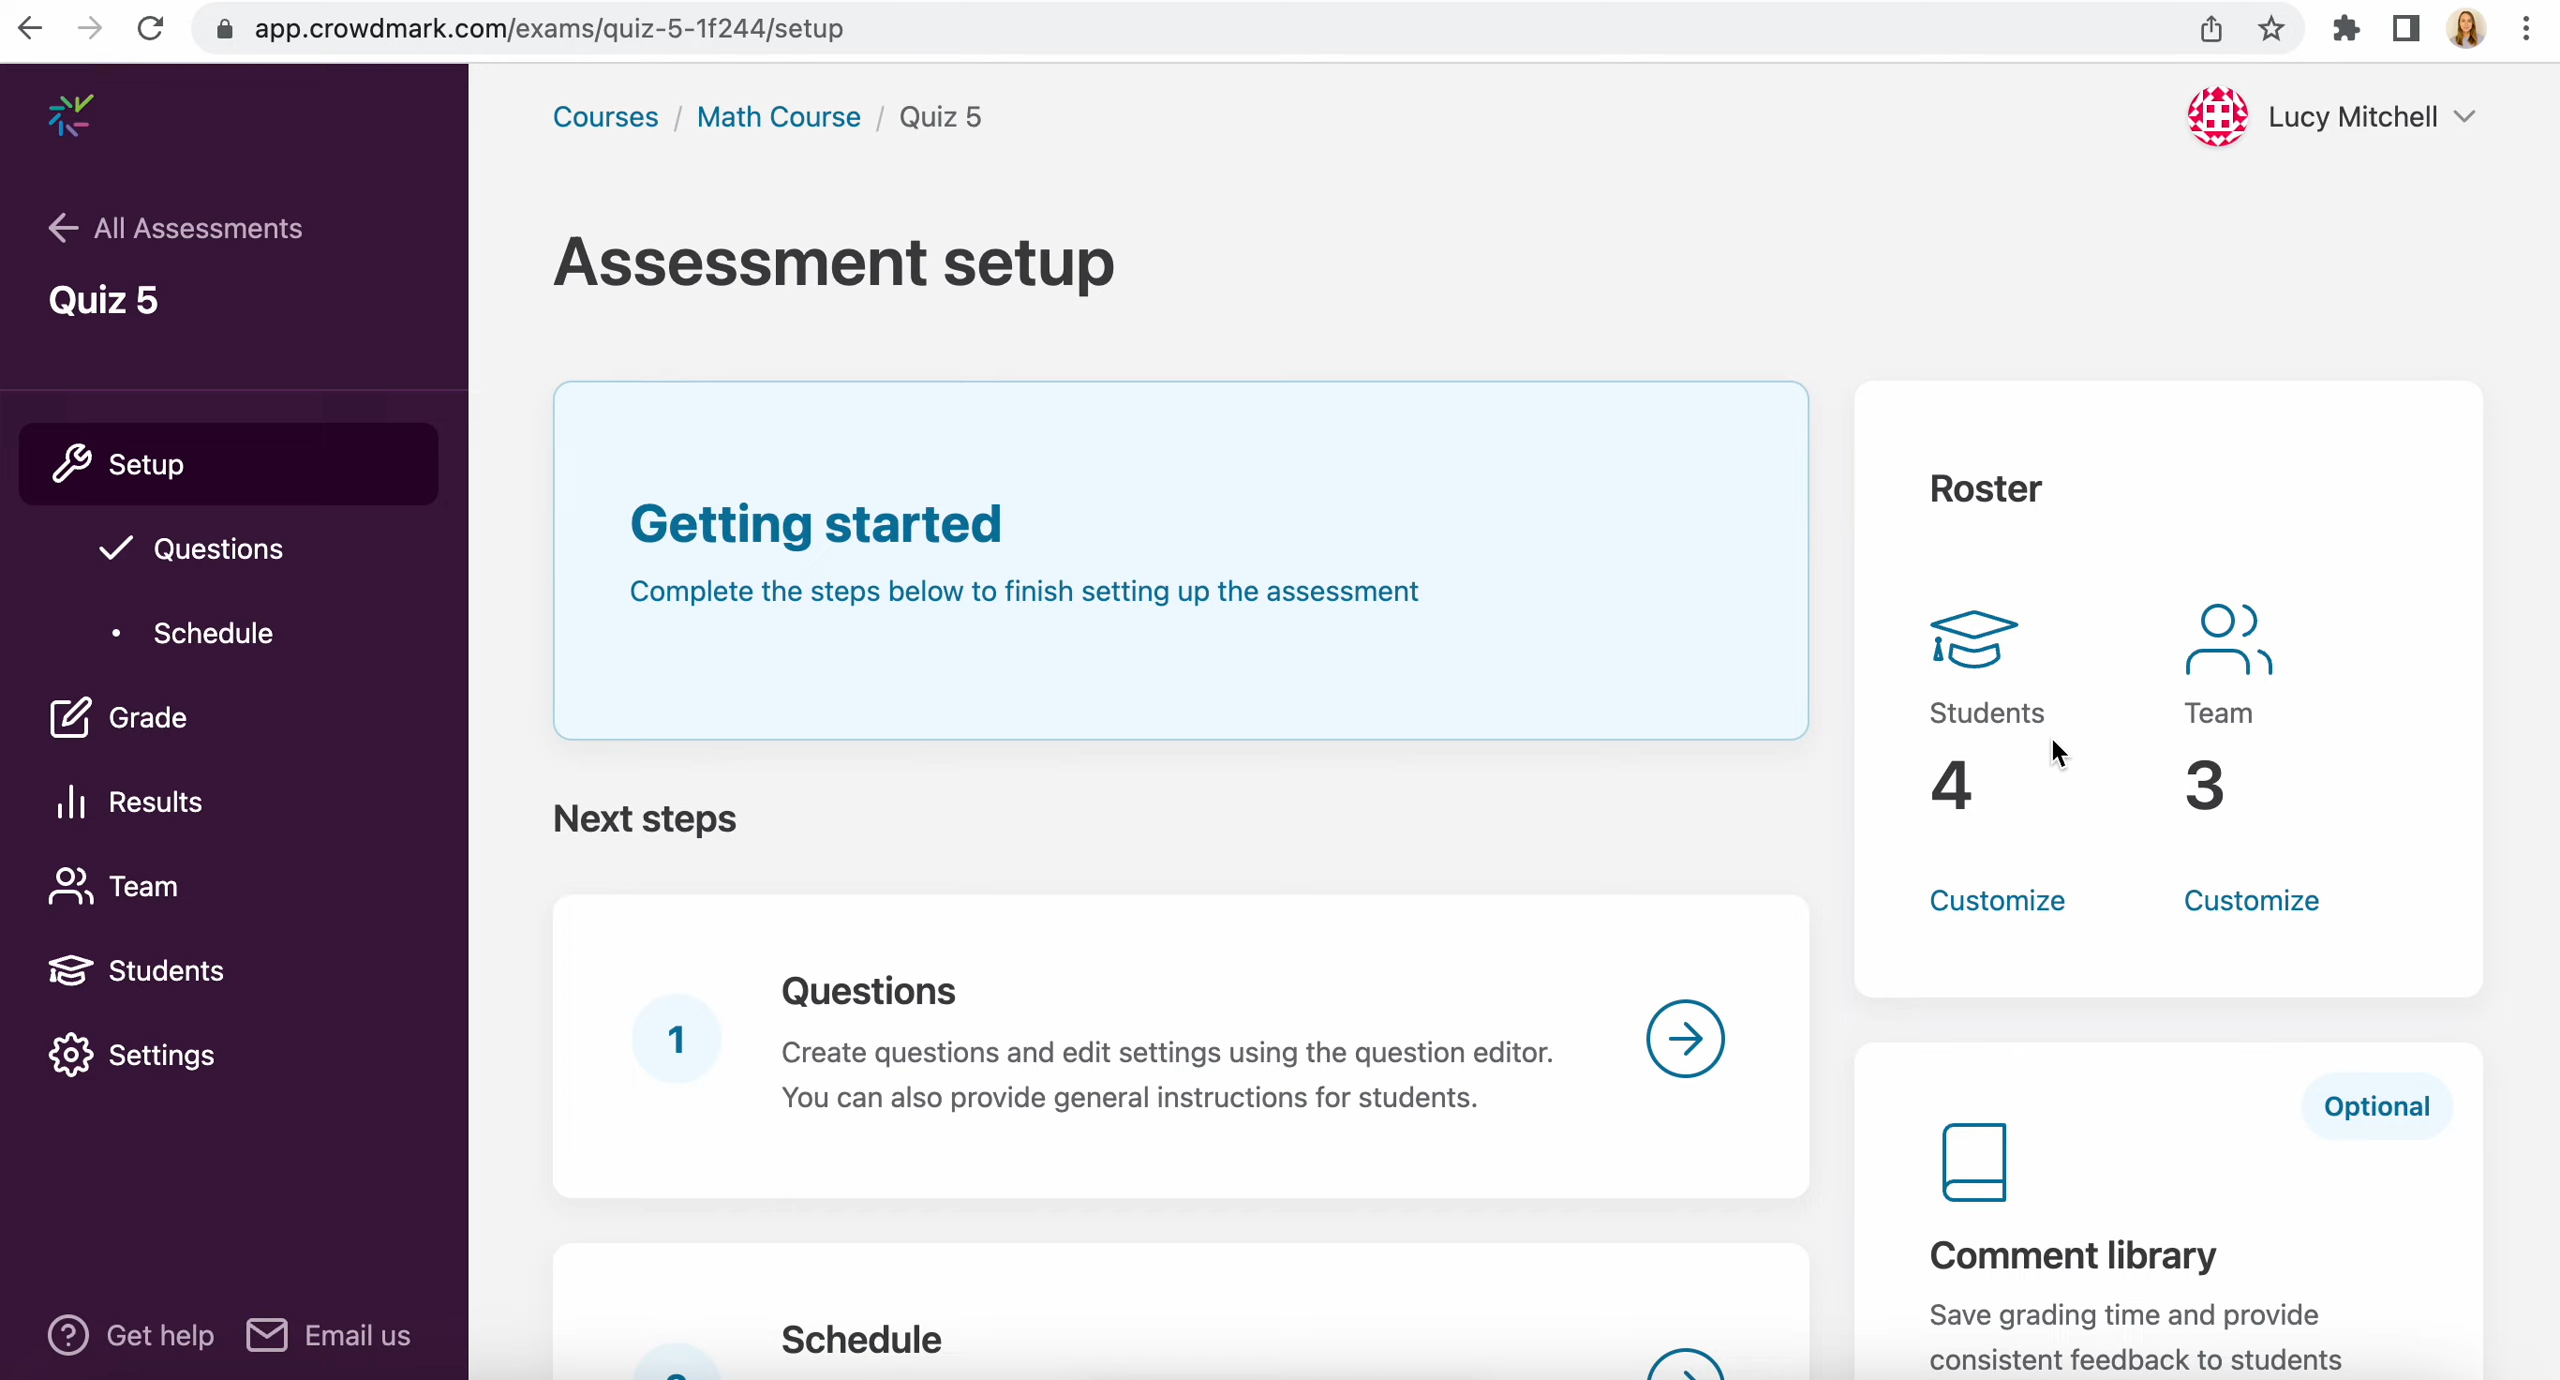 app.crowdmark.com/exams/quiz-5-1f244/setup
Courses / Math Course / Quiz 5
Lucy Mitchell
All Assessments
Quiz 5
Setup
Questions
Schedule
Grade
Results
Team
Students
Settings
Get help
Email us
Assessment setup
Getting started
Complete the steps below to finish setting up the assessment
Next steps
1
Questions
Create questions and edit settings using the question editor.
You can also provide general instructions for students.
Schedule
Roster
Students
Team
4
3
Customize
Customize
Optional
Comment library
Save grading time and provide
consistent feedback to students